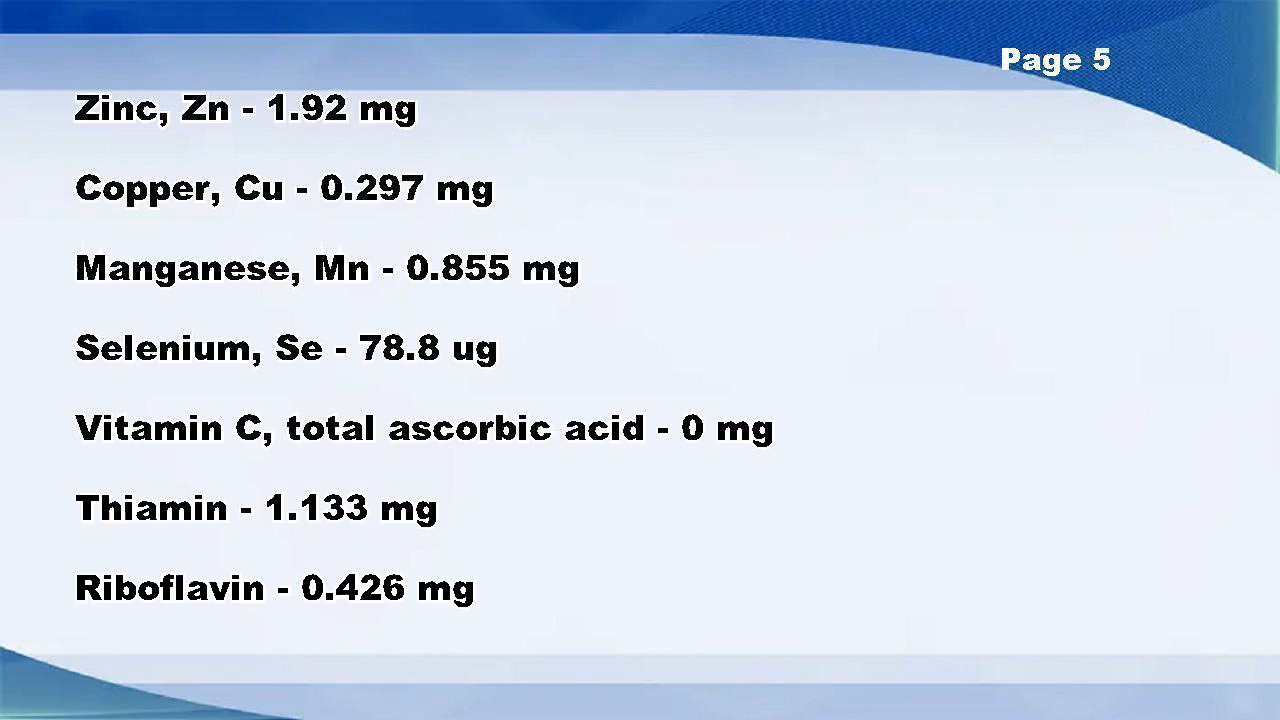 Page 5
Zinc, Zn - 1.92 mg
Copper, Cu - 0.297 mg
Manganese, Mn - 0.855 mg
Selenium, Se - 78.8 ug
Vitamin C, total ascorbic acid - 0 mg
Thiamin - 1.133 mg
Riboflavin - 0.426 mg